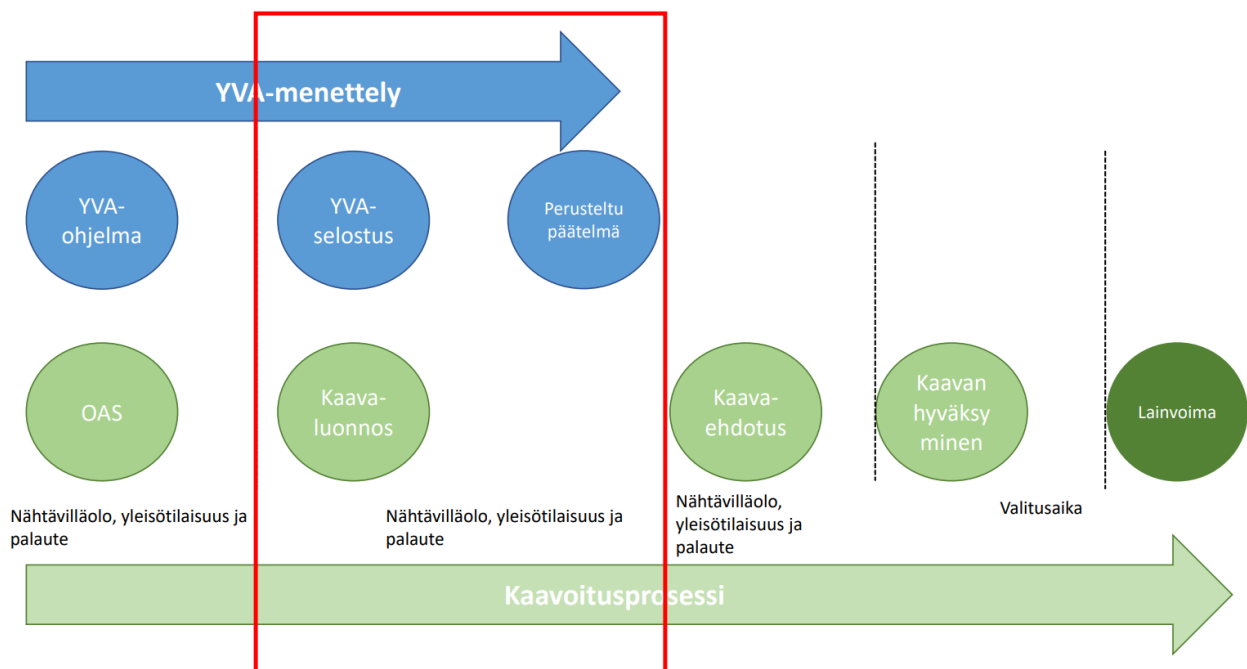 YVA-menettely
YVA-
ohjelma
YVA-
selostus
Perusteltu
päätelmä
OAS
Kaava-
luonnos
Kaava-
ehdotus
Kaavan
hyväksy
minen
Lainvoima
Nähtävilläolo, yleisötilaisuus ja
palaute
Nähtävilläolo, yleisötilaisuus ja
palaute
Nähtävilläolo,
yleisötilaisuus ja
palaute
Valitusaika
Kaavoitusprosessi